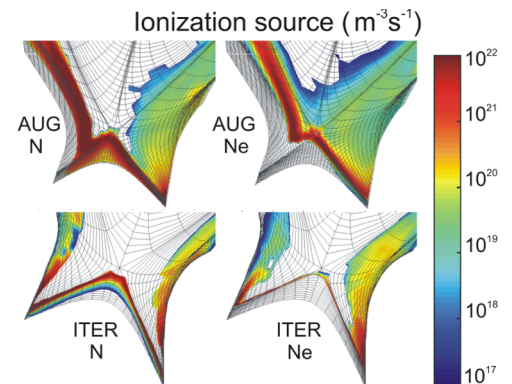 Ionization source (m⁻³s⁻¹)
AUG
N
AUG
Ne
ITER
N
ITER
Ne
10²²
10²¹
10²⁰
10¹⁹
10¹⁸
10¹⁷